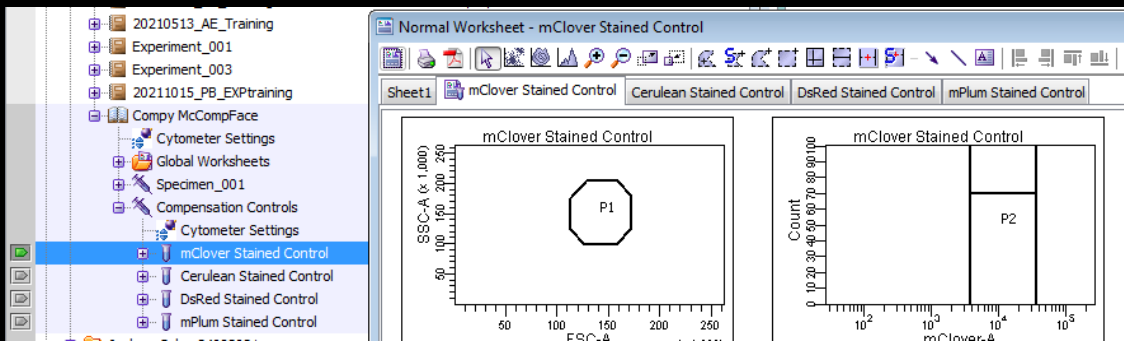 20210513_AE_Training
Experiment_001
Experiment_003
20211015_PB_EXPtraining
Compy McCompFace
Cytometer Settings
Global Worksheets
Specimen_001
Compensation Controls
Cytometer Settings
mClover Stained Control
Cerulean Stained Control
DsRed Stained Control
mPlum Stained Control
Normal Worksheet - mClover Stained Control
Sheet1 mClover Stained Control Cerulean Stained Control DsRed Stained Control mPlum Stained Control
mClover Stained Control
SSC-A (x 1,000)
50 100 150 200 250
P1
50 100 150 200 250
FSC-A
mClover Stained Control
Count
0 10 20 30 40 50 60 70 80 90 100
P2
10² 10³ 10⁴ 10⁵
mClover-A